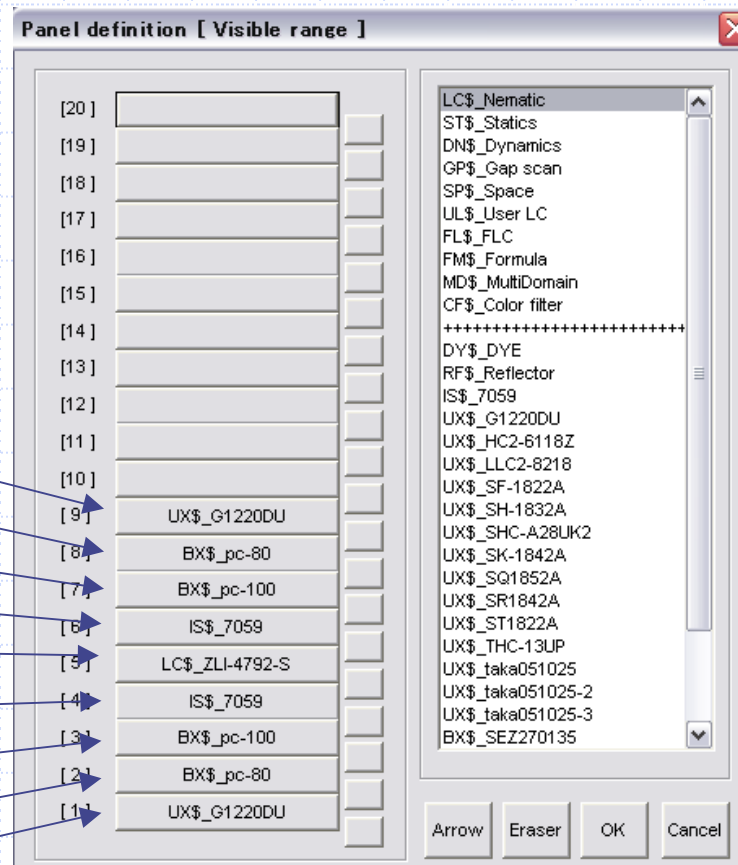 Panel definition [ Visible range ]
[20 ]
[19 ]
[18 ]
[17 ]
[16 ]
[15 ]
[14 ]
[13 ]
[12 ]
[11 ]
[10 ]
[ 9 ] UX$_G1220DU
[ 8 ] BX$_pc-80
[ 7 ] BX$_pc-100
[ 6 ] IS$_7059
[ 5 ] LC$_ZLI-4792-S
[ 4 ] IS$_7059
[ 3 ] BX$_pc-100
[ 2 ] BX$_pc-80
[ 1 ] UX$_G1220DU
LC$_Nematic
ST$_Statics
DN$_Dynamics
GP$_Gap scan
SP$_Space
UL$_User LC
FL$_FLC
FM$_Formula
MD$_MultiDomain
CF$_Color filter
+++++++++++++++++++++++++
DY$_DYE
RF$_Reflector
IS$_7059
UX$_G1220DU
UX$_HC2-6118Z
UX$_LLC2-8218
UX$_SF-1822A
UX$_SH-1832A
UX$_SHC-A28UK2
UX$_SK-1842A
UX$_SQ1852A
UX$_SR1842A
UX$_ST1822A
UX$_THC-13UP
UX$_taka051025
UX$_taka051025-2
UX$_taka051025-3
BX$_SEZ270135
Arrow Eraser OK Cancel